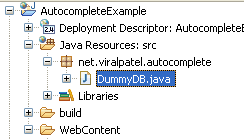 AutocompleteExample
Deployment Descriptor: AutocompleteE
Java Resources: src
net.viralpatel.autocomplete
DummyDB.java
Libraries
build
WebContent